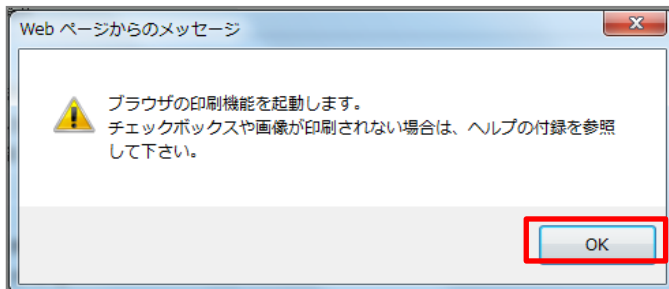 Web ページからのメッセージ
ブラウザの印刷機能を起動します。
チェックボックスや画像が印刷されない場合は、ヘルプの付録を参照
して下さい。
OK